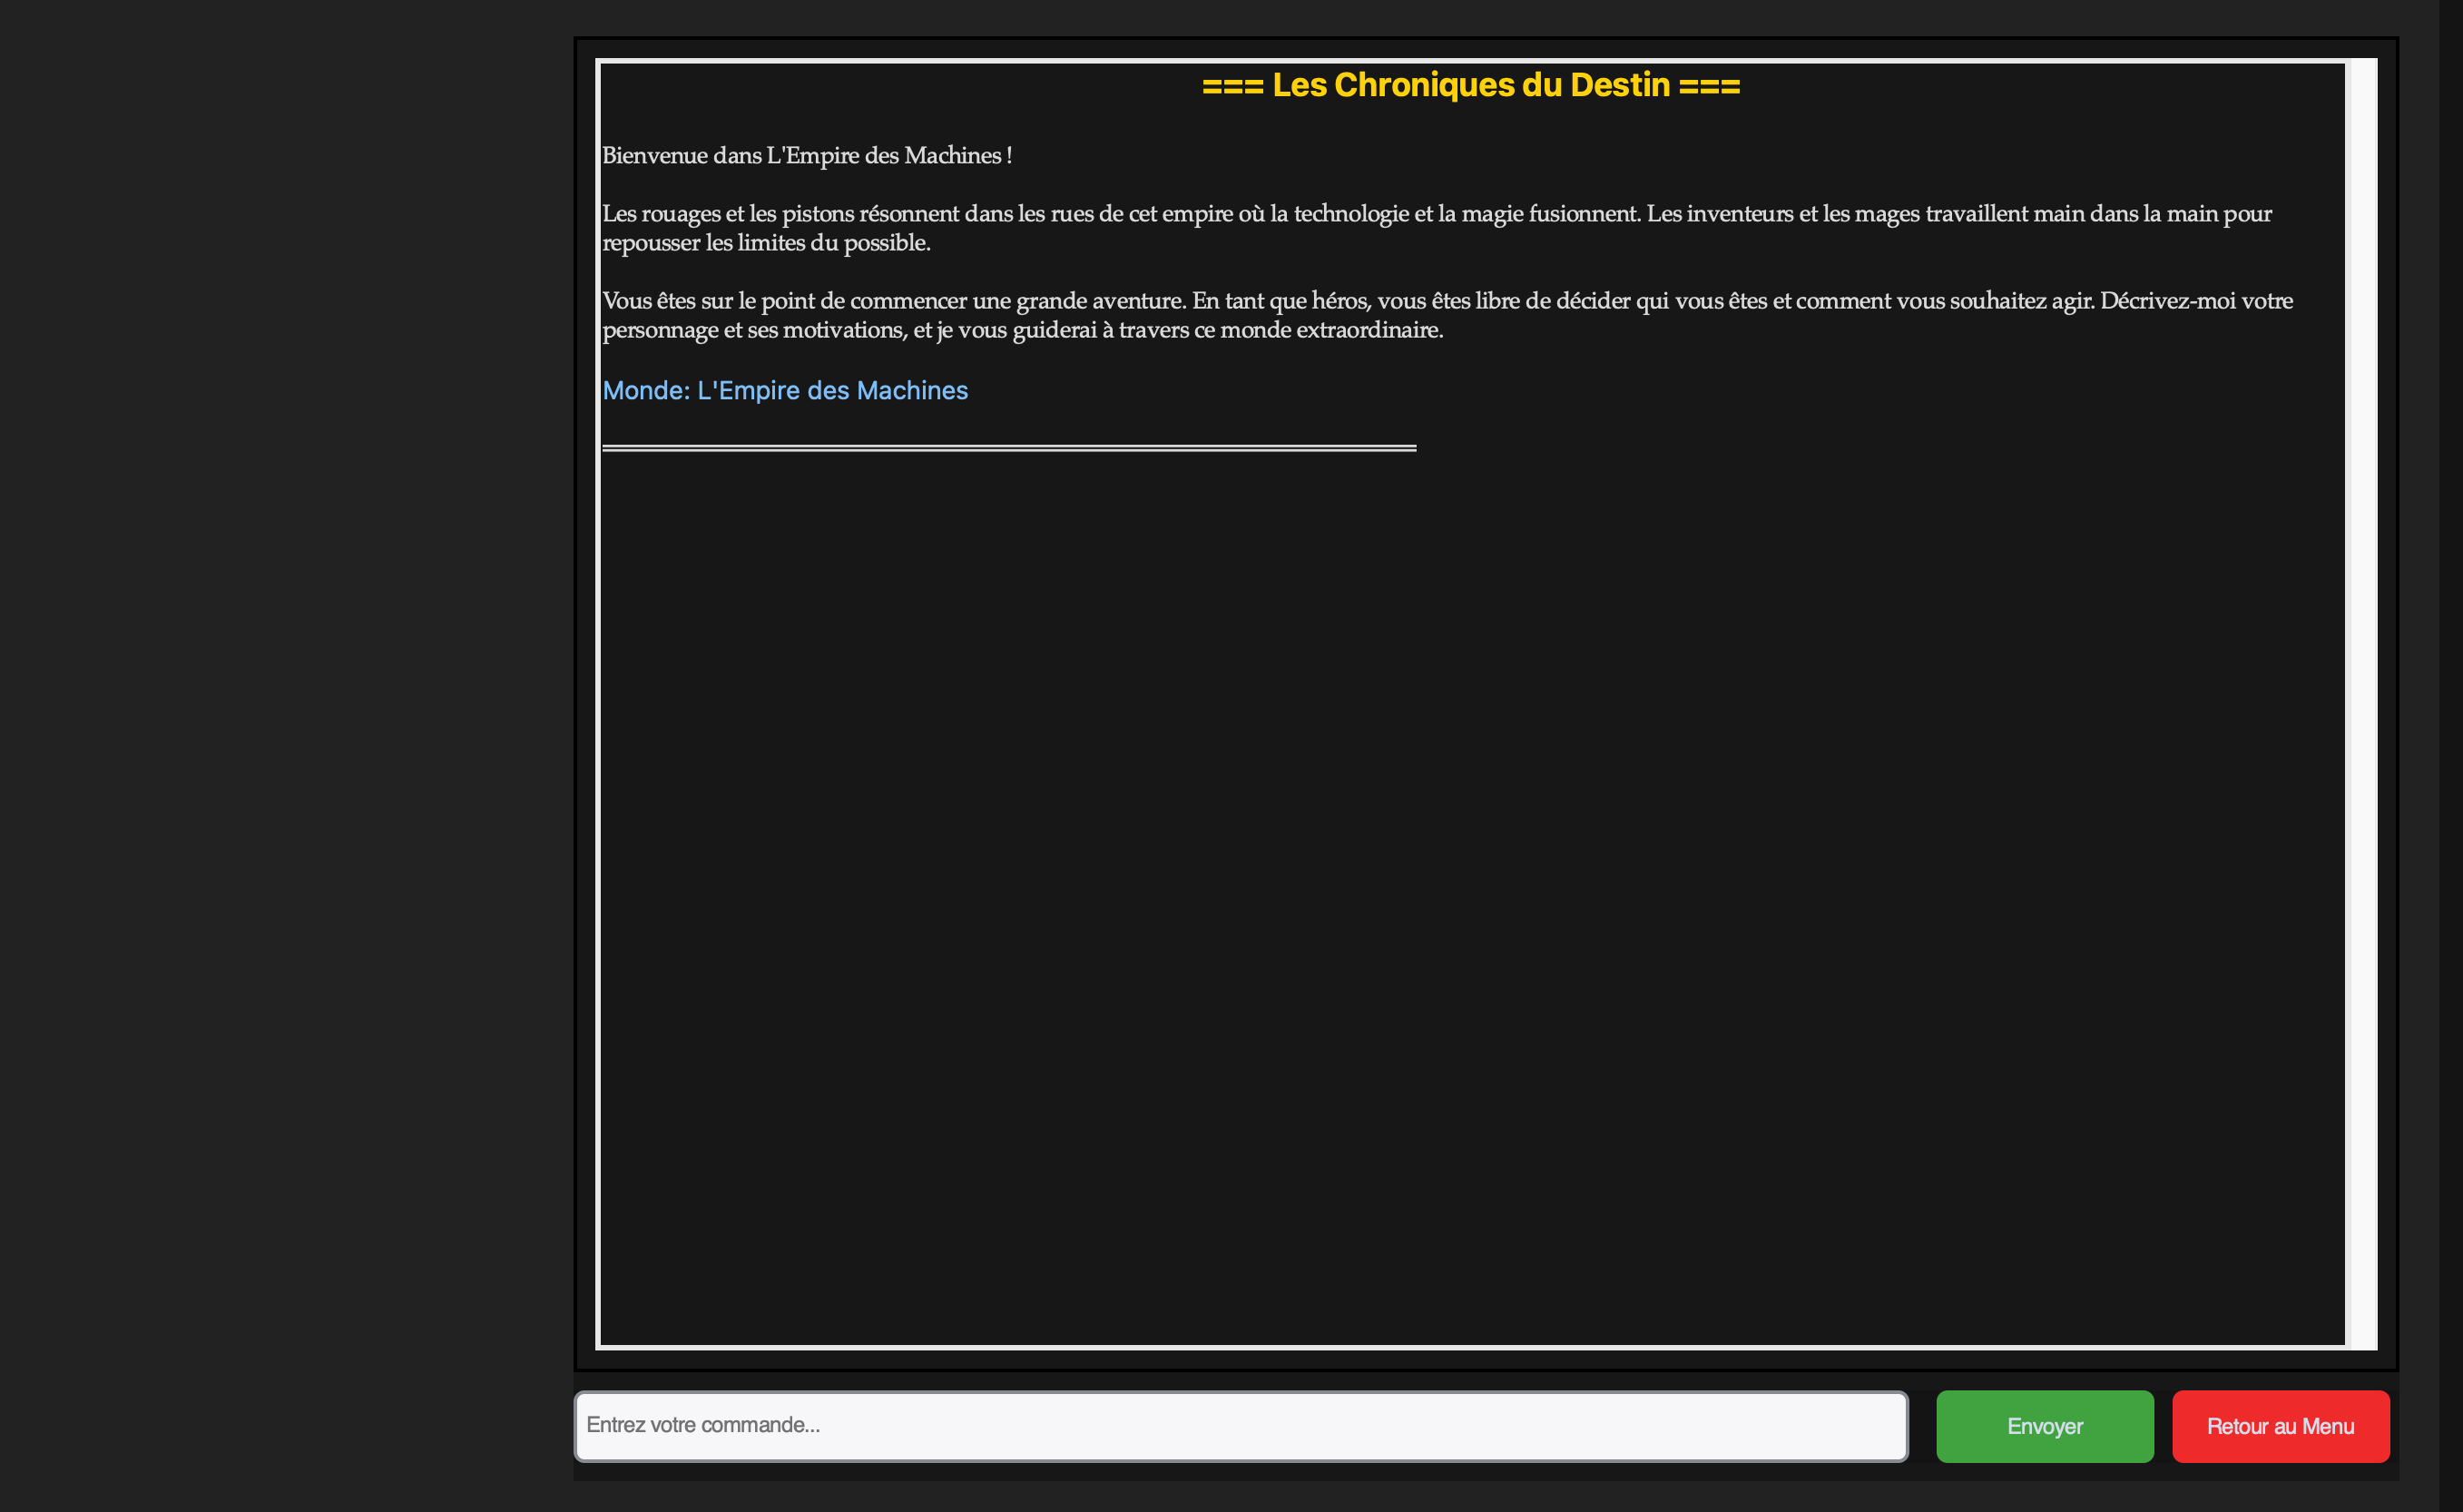 === Les Chroniques du Destin ===
Bienvenue dans L'Empire des Machines !
Les rouages et les pistons résonnent dans les rues de cet empire où la technologie et la magie fusionnent. Les inventeurs et les mages travaillent main dans la main pour
repousser les limites du possible.
Vous êtes sur le point de commencer une grande aventure. En tant que héros, vous êtes libre de décider qui vous êtes et comment vous souhaitez agir. Décrivez-moi votre
personnage et ses motivations, et je vous guiderai à travers ce monde extraordinaire.
Monde: L'Empire des Machines
Entrez votre commande...
Envoyer
Retour au Menu